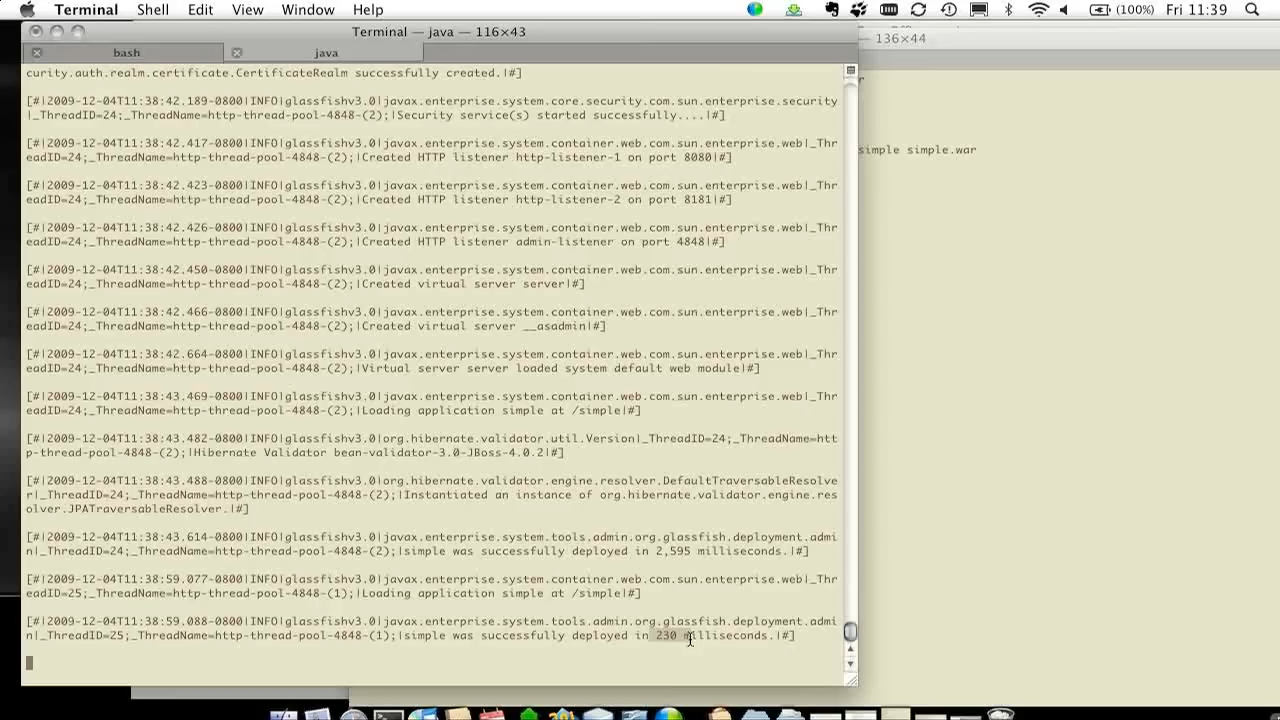 Terminal Shell Edit View Window Help (100%) Fri 11:39
Terminal — java — 116×43
— 136×44
bash java
curity.auth.realm.certificate.CertificateRealm successfully created.|#]
[#|2009-12-04T11:38:42.189-0800|INFO|glassfishv3.0|javax.enterprise.system.core.security.com.sun.enterprise.security
|_ThreadID=24;_ThreadName=http-thread-pool-4848-(2);|Security service(s) started successfully....|#]
[#|2009-12-04T11:38:42.417-0800|INFO|glassfishv3.0|javax.enterprise.system.container.web.com.sun.enterprise.web|_Thr
eadID=24;_ThreadName=http-thread-pool-4848-(2);|Created HTTP listener http-listener-1 on port 8080|#]
simple simple.war
[#|2009-12-04T11:38:42.423-0800|INFO|glassfishv3.0|javax.enterprise.system.container.web.com.sun.enterprise.web|_Thr
eadID=24;_ThreadName=http-thread-pool-4848-(2);|Created HTTP listener http-listener-2 on port 8181|#]
[#|2009-12-04T11:38:42.426-0800|INFO|glassfishv3.0|javax.enterprise.system.container.web.com.sun.enterprise.web|_Thr
eadID=24;_ThreadName=http-thread-pool-4848-(2);|Created HTTP listener admin-listener on port 4848|#]
[#|2009-12-04T11:38:42.450-0800|INFO|glassfishv3.0|javax.enterprise.system.container.web.com.sun.enterprise.web|_Thr
eadID=24;_ThreadName=http-thread-pool-4848-(2);|Created virtual server server|#]
[#|2009-12-04T11:38:42.466-0800|INFO|glassfishv3.0|javax.enterprise.system.container.web.com.sun.enterprise.web|_Thr
eadID=24;_ThreadName=http-thread-pool-4848-(2);|Created virtual server __asadmin|#]
[#|2009-12-04T11:38:42.664-0800|INFO|glassfishv3.0|javax.enterprise.system.container.web.com.sun.enterprise.web|_Thr
eadID=24;_ThreadName=http-thread-pool-4848-(2);|Virtual server server loaded system default web module|#]
[#|2009-12-04T11:38:43.469-0800|INFO|glassfishv3.0|javax.enterprise.system.container.web.com.sun.enterprise.web|_Thr
eadID=24;_ThreadName=http-thread-pool-4848-(2);|Loading application simple at /simple|#]
[#|2009-12-04T11:38:43.482-0800|INFO|glassfishv3.0|org.hibernate.validator.util.Version|_ThreadID=24;_ThreadName=htt
p-thread-pool-4848-(2);|Hibernate Validator bean-validator-3.0-JBoss-4.0.2|#]
[#|2009-12-04T11:38:43.488-0800|INFO|glassfishv3.0|org.hibernate.validator.engine.resolver.DefaultTraversableResolve
r|_ThreadID=24;_ThreadName=http-thread-pool-4848-(2);|Instantiated an instance of org.hibernate.validator.engine.res
olver.JPATraversableResolver.|#]
[#|2009-12-04T11:38:43.614-0800|INFO|glassfishv3.0|javax.enterprise.system.tools.admin.org.glassfish.deployment.admi
n|_ThreadID=24;_ThreadName=http-thread-pool-4848-(2);|simple was successfully deployed in 2,595 milliseconds.|#]
[#|2009-12-04T11:38:59.077-0800|INFO|glassfishv3.0|javax.enterprise.system.container.web.com.sun.enterprise.web|_Thr
eadID=25;_ThreadName=http-thread-pool-4848-(1);|Loading application simple at /simple|#]
[#|2009-12-04T11:38:59.088-0800|INFO|glassfishv3.0|javax.enterprise.system.tools.admin.org.glassfish.deployment.admi
n|_ThreadID=25;_ThreadName=http-thread-pool-4848-(1);|simple was successfully deployed in 230 milliseconds.|#]